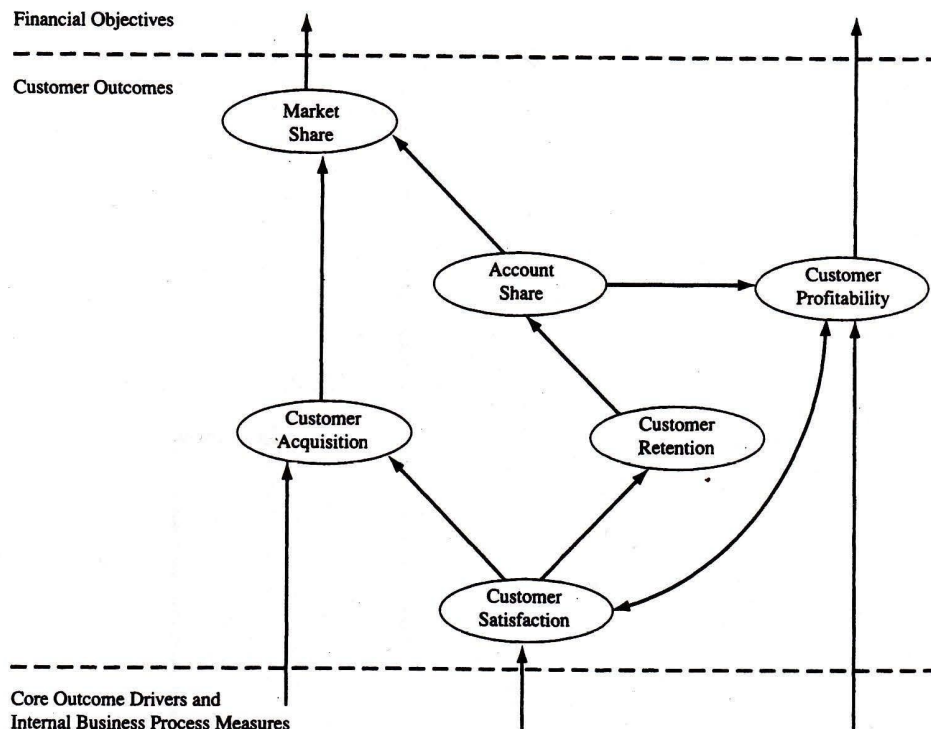 Financial Objectives
Customer Outcomes
Market
Share
Account
Share
Customer
Profitability
Customer
Acquisition
Customer
Retention
Customer
Satisfaction
Core Outcome Drivers and
Internal Business Process Measures